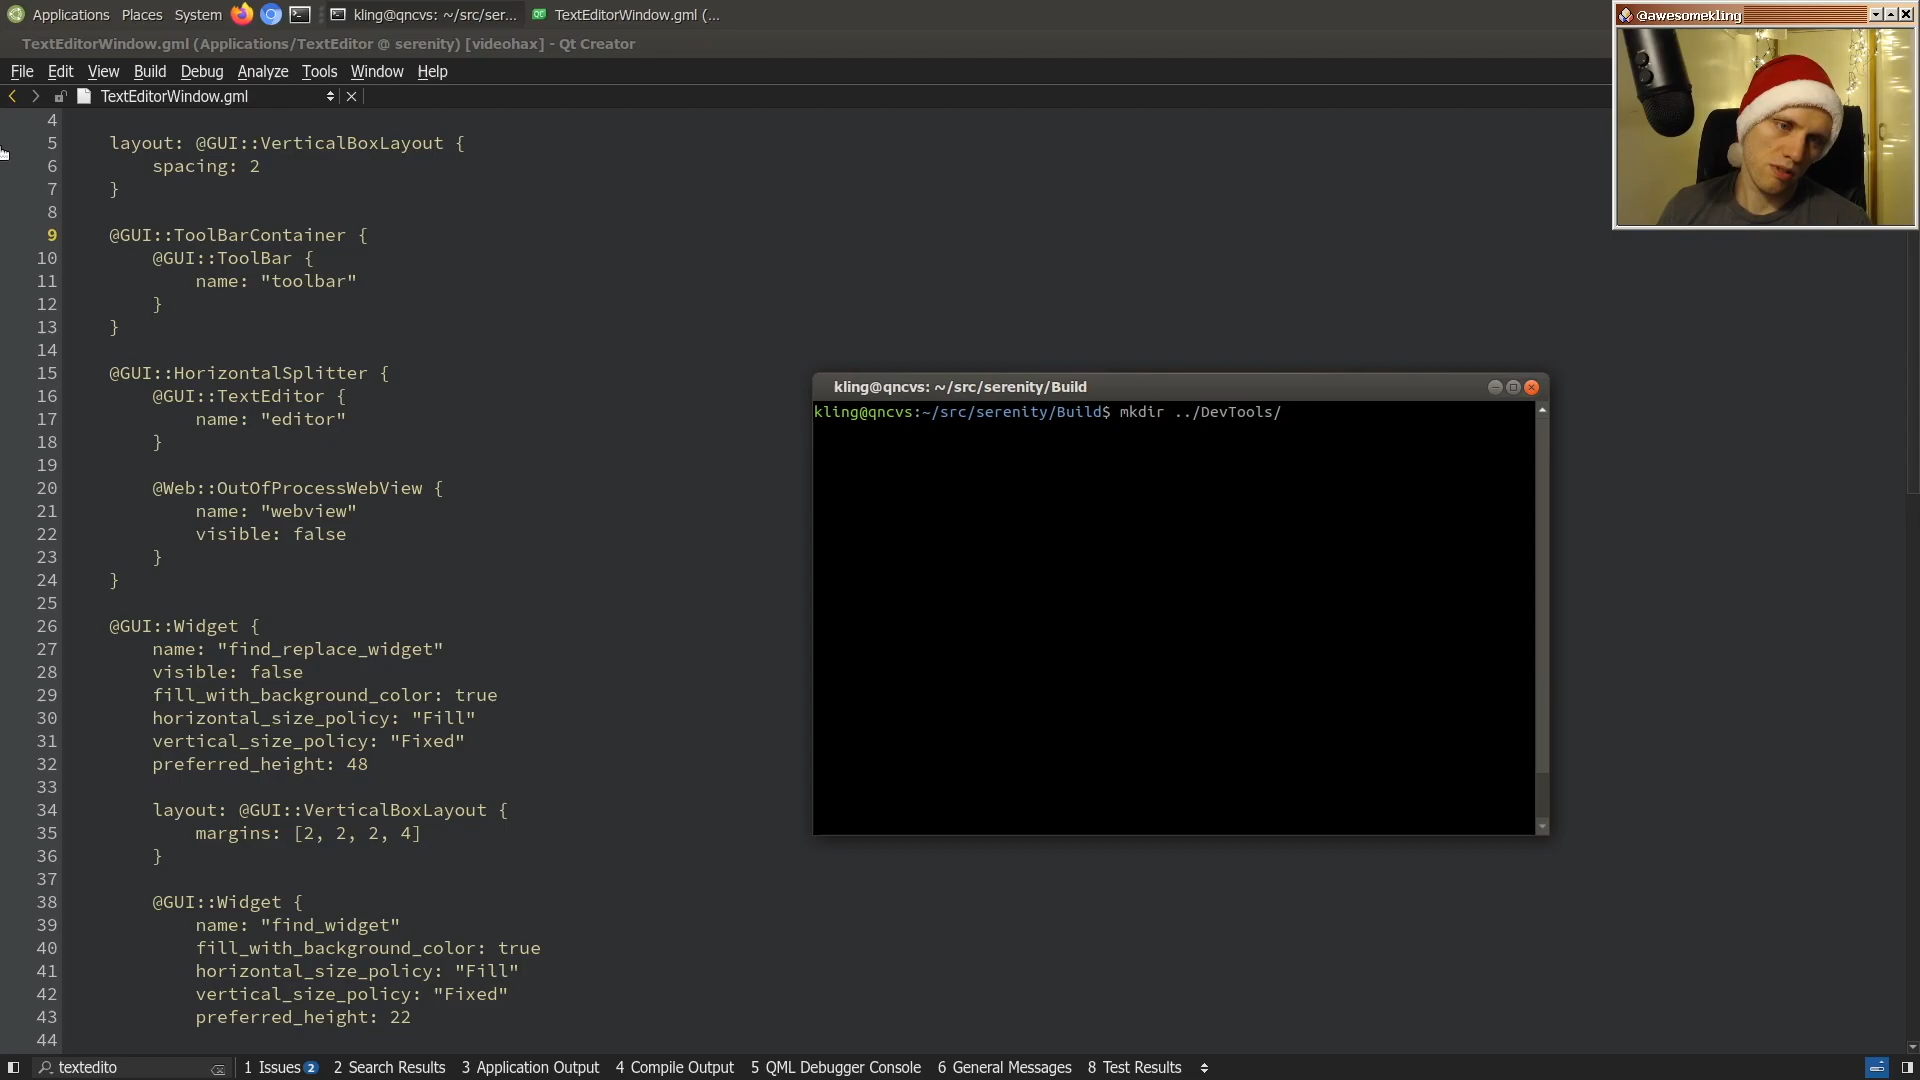 Applications Places System kling@qncvs: ~/src/ser... TextEditorWindow.gml (...
TextEditorWindow.gml (Applications/TextEditor @ serenity) [videohax] - Qt Creator
@awesomekling
File Edit View Build Debug Analyze Tools Window Help
TextEditorWindow.gml
4
5 layout: @GUI::VerticalBoxLayout {
6 spacing: 2
7 }
8
9 @GUI::ToolBarContainer {
10 @GUI::ToolBar {
11 name: "toolbar"
12 }
13 }
14
15 @GUI::HorizontalSplitter {
16 @GUI::TextEditor {
17 name: "editor"
18 }
19
20 @Web::OutOfProcessWebView {
21 name: "webview"
22 visible: false
23 }
24 }
25
26 @GUI::Widget {
27 name: "find_replace_widget"
28 visible: false
29 fill_with_background_color: true
30 horizontal_size_policy: "Fill"
31 vertical_size_policy: "Fixed"
32 preferred_height: 48
33
34 layout: @GUI::VerticalBoxLayout {
35 margins: [2, 2, 2, 4]
36 }
37
38 @GUI::Widget {
39 name: "find_widget"
40 fill_with_background_color: true
41 horizontal_size_policy: "Fill"
42 vertical_size_policy: "Fixed"
43 preferred_height: 22
44
kling@qncvs: ~/src/serenity/Build
kling@qncvs:~/src/serenity/Build$ mkdir ../DevTools/
textedito 1 Issues 2 2 Search Results 3 Application Output 4 Compile Output 5 QML Debugger Console 6 General Messages 8 Test Results